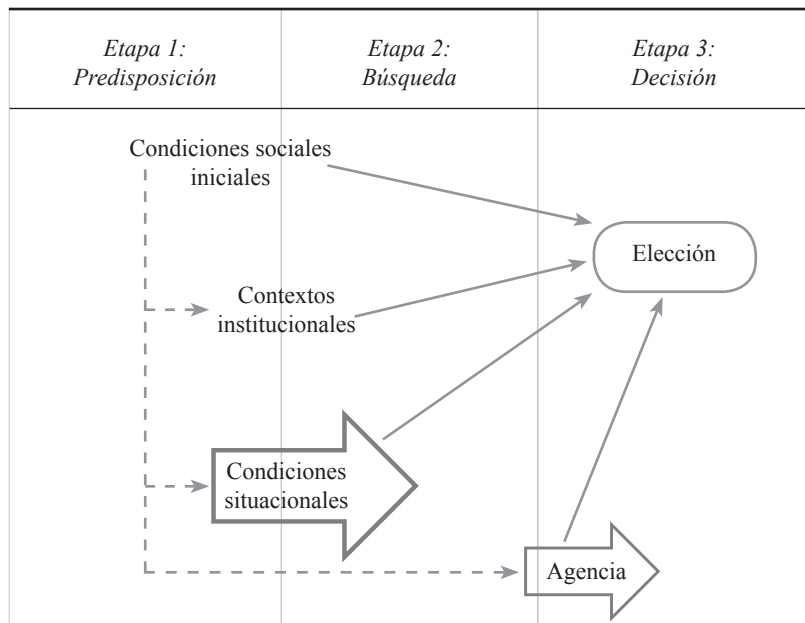 Etapa 1:
Predisposición
Etapa 2:
Búsqueda
Etapa 3:
Decisión
Condiciones sociales
iniciales
Elección
Contextos
institucionales
Condiciones
situacionales
Agencia